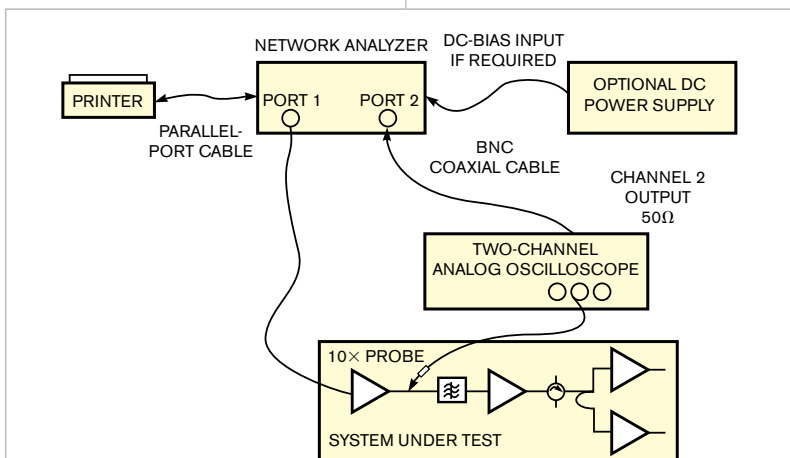 NETWORK ANALYZER
DC-BIAS INPUT
IF REQUIRED
PRINTER
PORT 1
PORT 2
OPTIONAL DC
POWER SUPPLY
PARALLEL-
PORT CABLE
BNC
COAXIAL CABLE
CHANNEL 2
OUTPUT
50Ω
TWO-CHANNEL
ANALOG OSCILLOSCOPE
10× PROBE
SYSTEM UNDER TEST